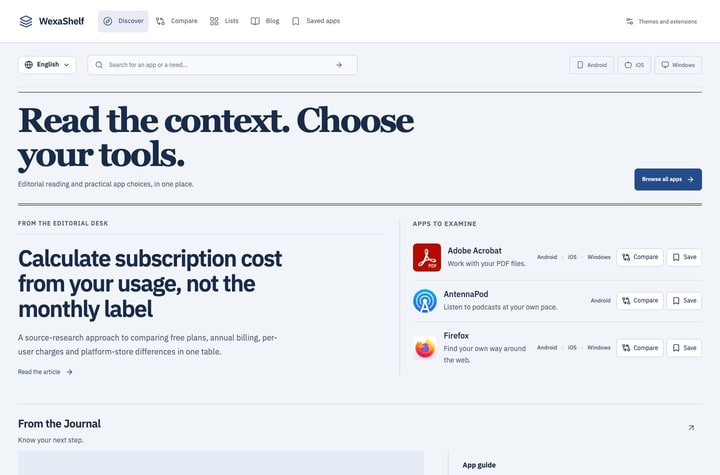 WexaShelf
Discover
Compare
Lists
Blog
Saved apps
Themes and extensions
English
Search for an app or a need...
Android
iOS
Windows
Read the context. Choose
your tools.
Editorial reading and practical app choices, in one place.
Browse all apps
FROM THE EDITORIAL DESK
Calculate subscription cost
from your usage, not the
monthly label
A source-research approach to comparing free plans, annual billing, per-
user charges and platform-store differences in one table.
Read the article
APPS TO EXAMINE
PDF
Adobe Acrobat
Work with your PDF files.
Android · iOS · Windows
Compare
Save
AntennaPod
Listen to podcasts at your own pace.
Android
Compare
Save
Firefox
Find your own way around
the web.
Android · iOS · Windows
Compare
Save
From the Journal
Know your next step.
App guide